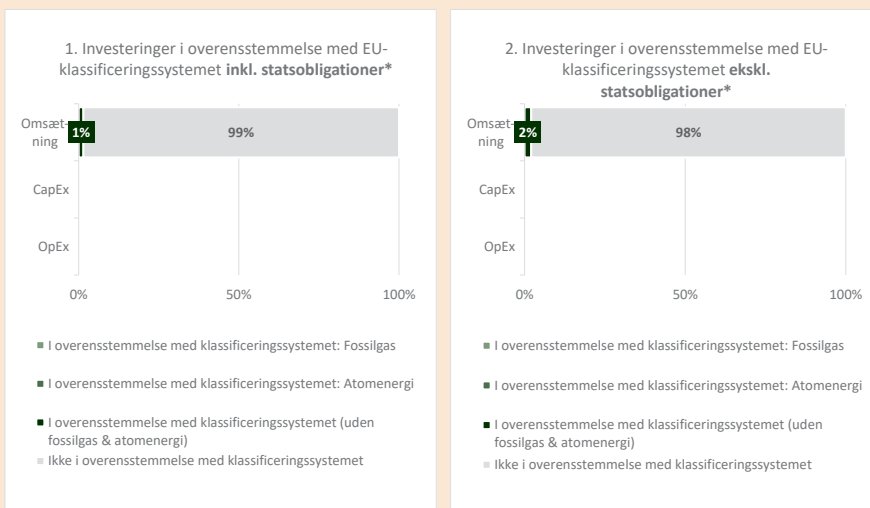 1. Investeringer i overensstemmelse med EU-
klassificeringssystemet inkl. statsobligationer*
Omsæt-
ning
1%
99%
CapEx
OpEx
0%
50%
100%
I overensstemmelse med klassificeringssystemet: Fossilgas
I overensstemmelse med klassificeringssystemet: Atomenergi
I overensstemmelse med klassificeringssystemet (uden
fossilgas & atomenergi)
Ikke i overensstemmelse med klassificeringssystemet
2. Investeringer i overensstemmelse med EU-
klassificeringssystemet ekskl.
statsobligationer*
Omsæt-
ning
2%
98%
CapEx
OpEx
0%
50%
100%
I overensstemmelse med klassificeringssystemet: Fossilgas
I overensstemmelse med klassificeringssystemet: Atomenergi
I overensstemmelse med klassificeringssystemet (uden
fossilgas & atomenergi)
Ikke i overensstemmelse med klassificeringssystemet